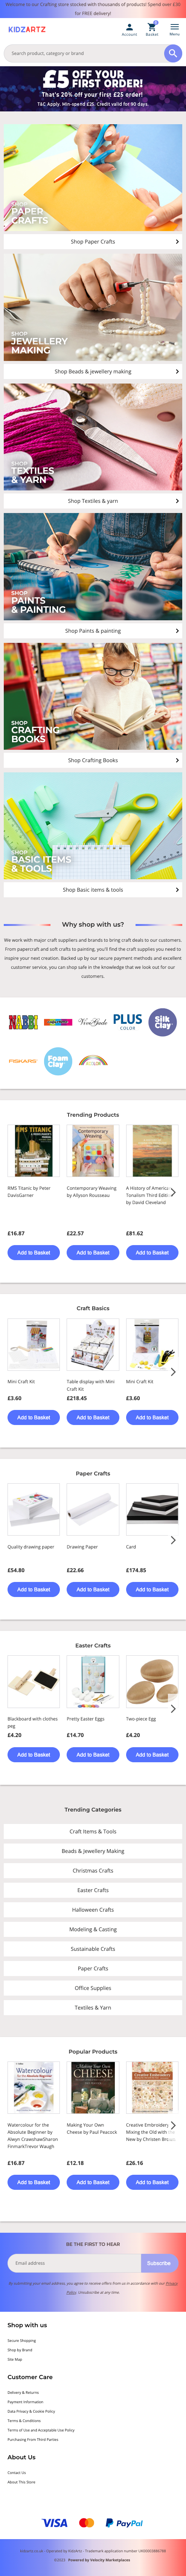 Welcome to our Crafting store stocked with thousands of products! Spend over £30
for FREE delivery!
KIDZARTZ
0
Account
Basket
Menu
Search product, category or brand
£5 OFF YOUR FIRST ORDER!
That's 20% off your first £25 order!
T&C Apply. Min-spend £25. Credit valid for 90 days.
SHOP
PAPER
CRAFTS
Shop Paper Crafts
SHOP
JEWELLERY
MAKING
Shop Beads & jewellery making
SHOP
TEXTILES
& YARN
Shop Textiles & yarn
SHOP
PAINTS
& PAINTING
Shop Paints & painting
SHOP
CRAFTING
BOOKS
Shop Crafting Books
SHOP
BASIC ITEMS
& TOOLS
Shop Basic items & tools
Why shop with us?
We work with major craft suppliers and brands to bring craft deals to our customers.
From papercraft and card making to painting, you'll find the craft supplies you need to
inspire your next creation. Backed up by our secure payment methods and excellent
customer service, you can shop safe in the knowledge that we look out for our
customers.
NABBI
PLUS
COLOR
Silk
Clay
FISKARS
Foam
Clay
COLOR
Trending Products
RMS TITANIC
Contemporary
Weaving
RMS Titanic by Peter
DavisGarner
Contemporary Weaving
by Allyson Rousseau
A History of America
Tonalism Third Editi
by David Cleveland
£16.87
£22.57
£81.62
Add to Basket
Add to Basket
Add to Basket
Craft Basics
Mini Craft Kit
Table display with Mini
Craft Kit
Mini Craft Kit
£3.60
£218.45
£3.60
Add to Basket
Add to Basket
Add to Basket
Paper Crafts
Quality drawing paper
Drawing Paper
Card
£54.80
£22.66
£174.85
Add to Basket
Add to Basket
Add to Basket
Easter Crafts
Blackboard with clothes
peg
Pretty Easter Eggs
Two-piece Egg
£4.20
£14.70
£4.20
Add to Basket
Add to Basket
Add to Basket
Trending Categories
Craft Items & Tools
Beads & Jewellery Making
Christmas Crafts
Easter Crafts
Halloween Crafts
Modeling & Casting
Sustainable Crafts
Paper Crafts
Office Supplies
Textiles & Yarn
Popular Products
Watercolour
Making Your Own
CHEESE
Creative Embroidery
Watercolour for the
Absolute Beginner by
Alwyn CrawshawSharon
FinmarkTrevor Waugh
Making Your Own
Cheese by Paul Peacock
Creative Embroidery
Mixing the Old with
New by Christen Br
£16.87
£12.18
£26.16
Add to Basket
Add to Basket
Add to Basket
BE THE FIRST TO HEAR
Email address
Subscribe
By submitting your email address, you agree to receive offers from us in accordance with our Privacy
Policy. Unsubscribe at any time.
Shop with us
Secure Shopping
Shop by Brand
Site Map
Customer Care
Delivery & Returns
Payment Information
Data Privacy & Cookie Policy
Terms & Conditions
Terms of Use and Acceptable Use Policy
Purchasing From Third Parties
About Us
Contact Us
About This Store
VISA
mastercard
PayPal
©2023 · Powered by Velocity Marketplaces